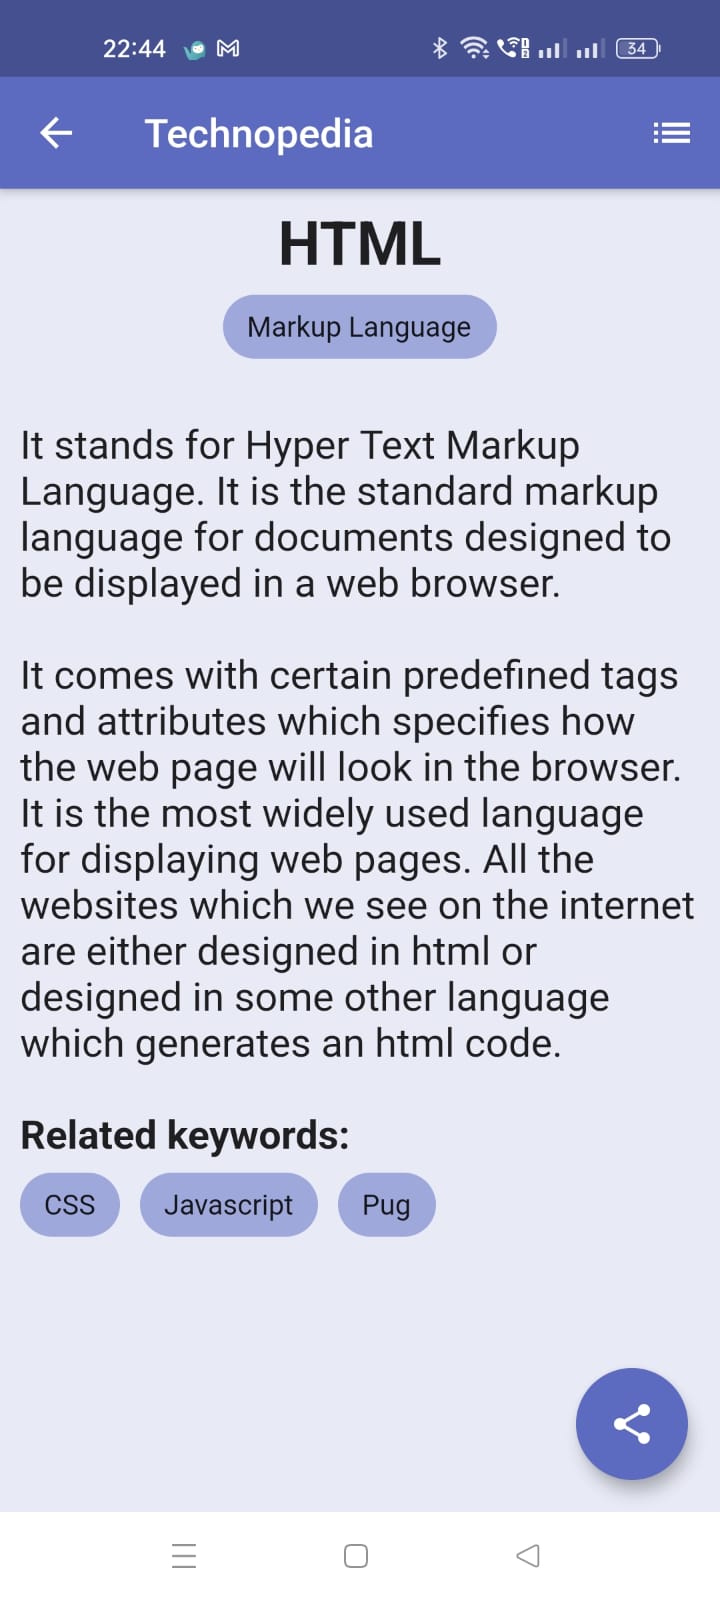 22:44
34
Technopedia
HTML
Markup Language
It stands for Hyper Text Markup
Language. It is the standard markup
language for documents designed to
be displayed in a web browser.
It comes with certain predefined tags
and attributes which specifies how
the web page will look in the browser.
It is the most widely used language
for displaying web pages. All the
websites which we see on the internet
are either designed in html or
designed in some other language
which generates an html code.
Related keywords:
CSS
Javascript
Pug